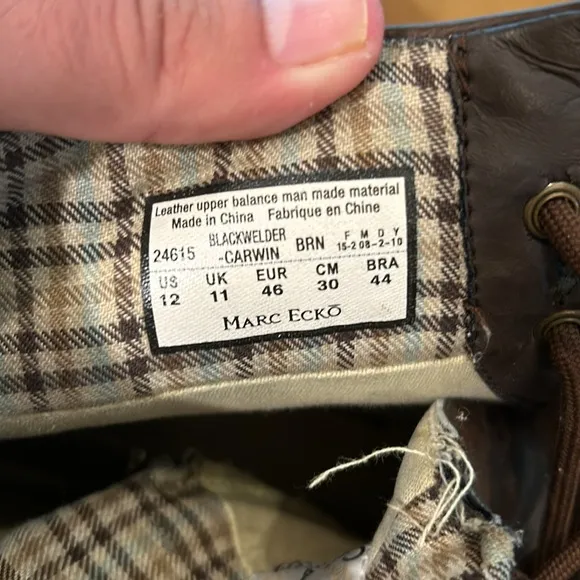 Leather upper balance man made material
Made in China Fabrique en Chine
24615 BLACKWELDER -CARWIN BRN F M D Y 15-2 08-2-10
US UK EUR CM BRA
12 11 46 30 44
MARC ECKŌ